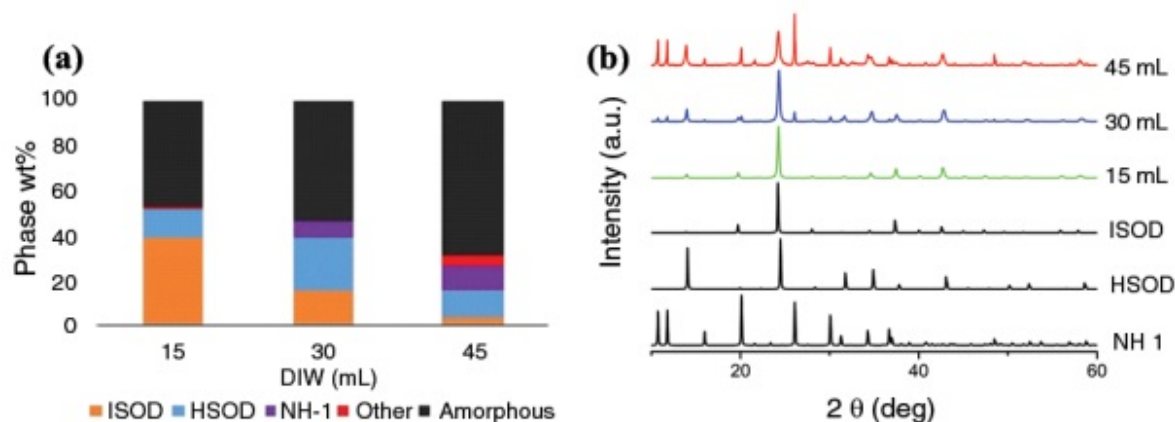 (a)
100
80
60
40
20
0
Phase wt%
15 30 45
DIW (mL)
ISOD HSOD NH-1 Other Amorphous
(b)
Intensity (a.u.)
45 mL
30 mL
15 mL
ISOD
HSOD
NH 1
20 40 60
2 θ (deg)